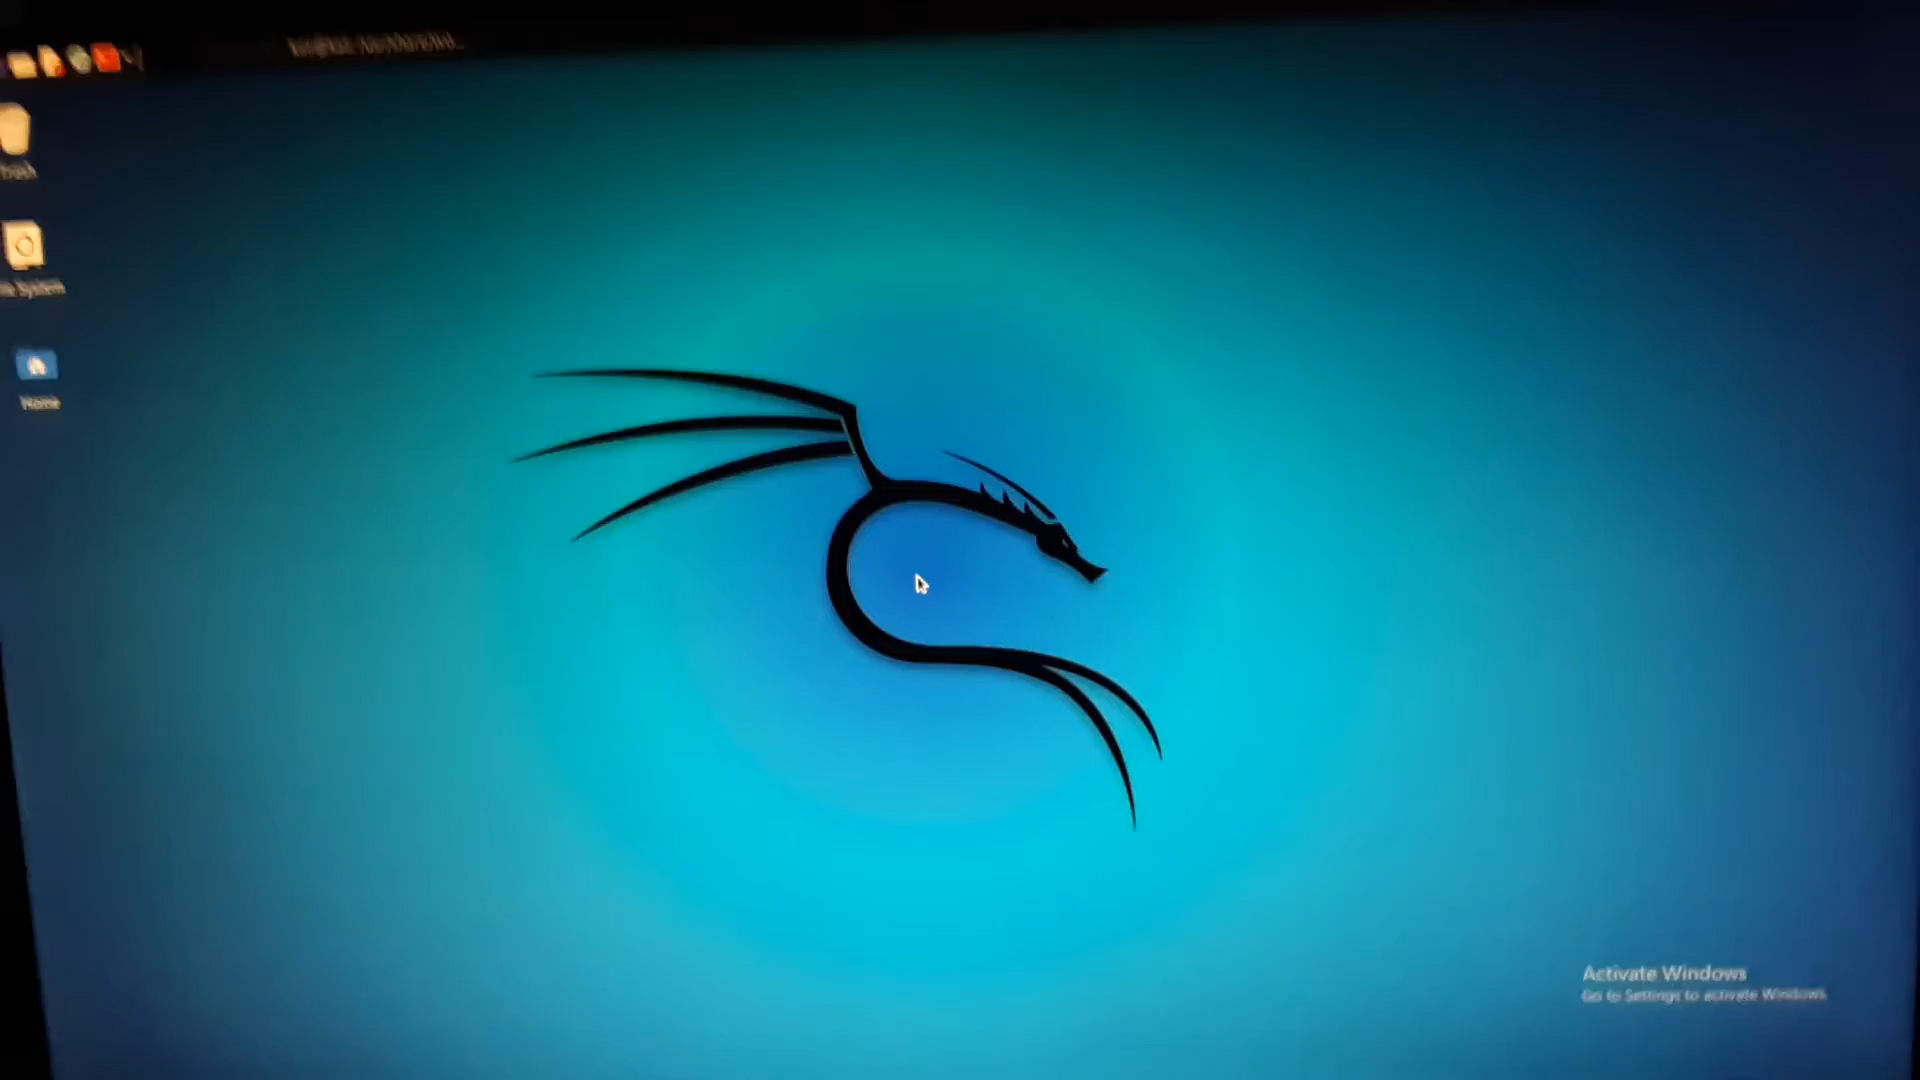 Trash
File System
Home
Activate Windows
Go to Settings to activate Windows.